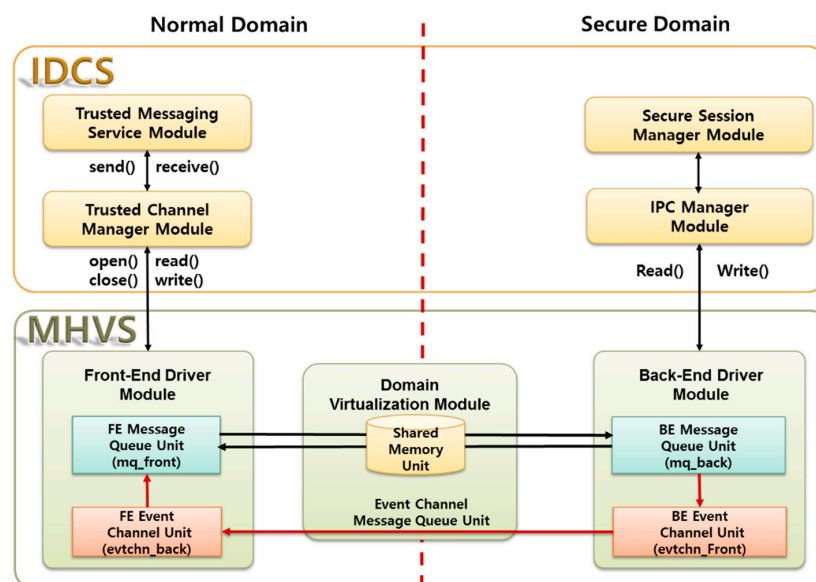 Normal Domain
Secure Domain
IDCS
Trusted Messaging
Service Module
Secure Session
Manager Module
send() receive()
Trusted Channel
Manager Module
IPC Manager
Module
open() read()
close() write()
Read() Write()
MHVS
Front-End Driver
Module
Domain
Virtualization Module
Back-End Driver
Module
FE Message
Queue Unit
(mq_front)
Shared
Memory
Unit
BE Message
Queue Unit
(mq_back)
Event Channel
Message Queue Unit
FE Event
Channel Unit
(evtchn_back)
BE Event
Channel Unit
(evtchn_Front)